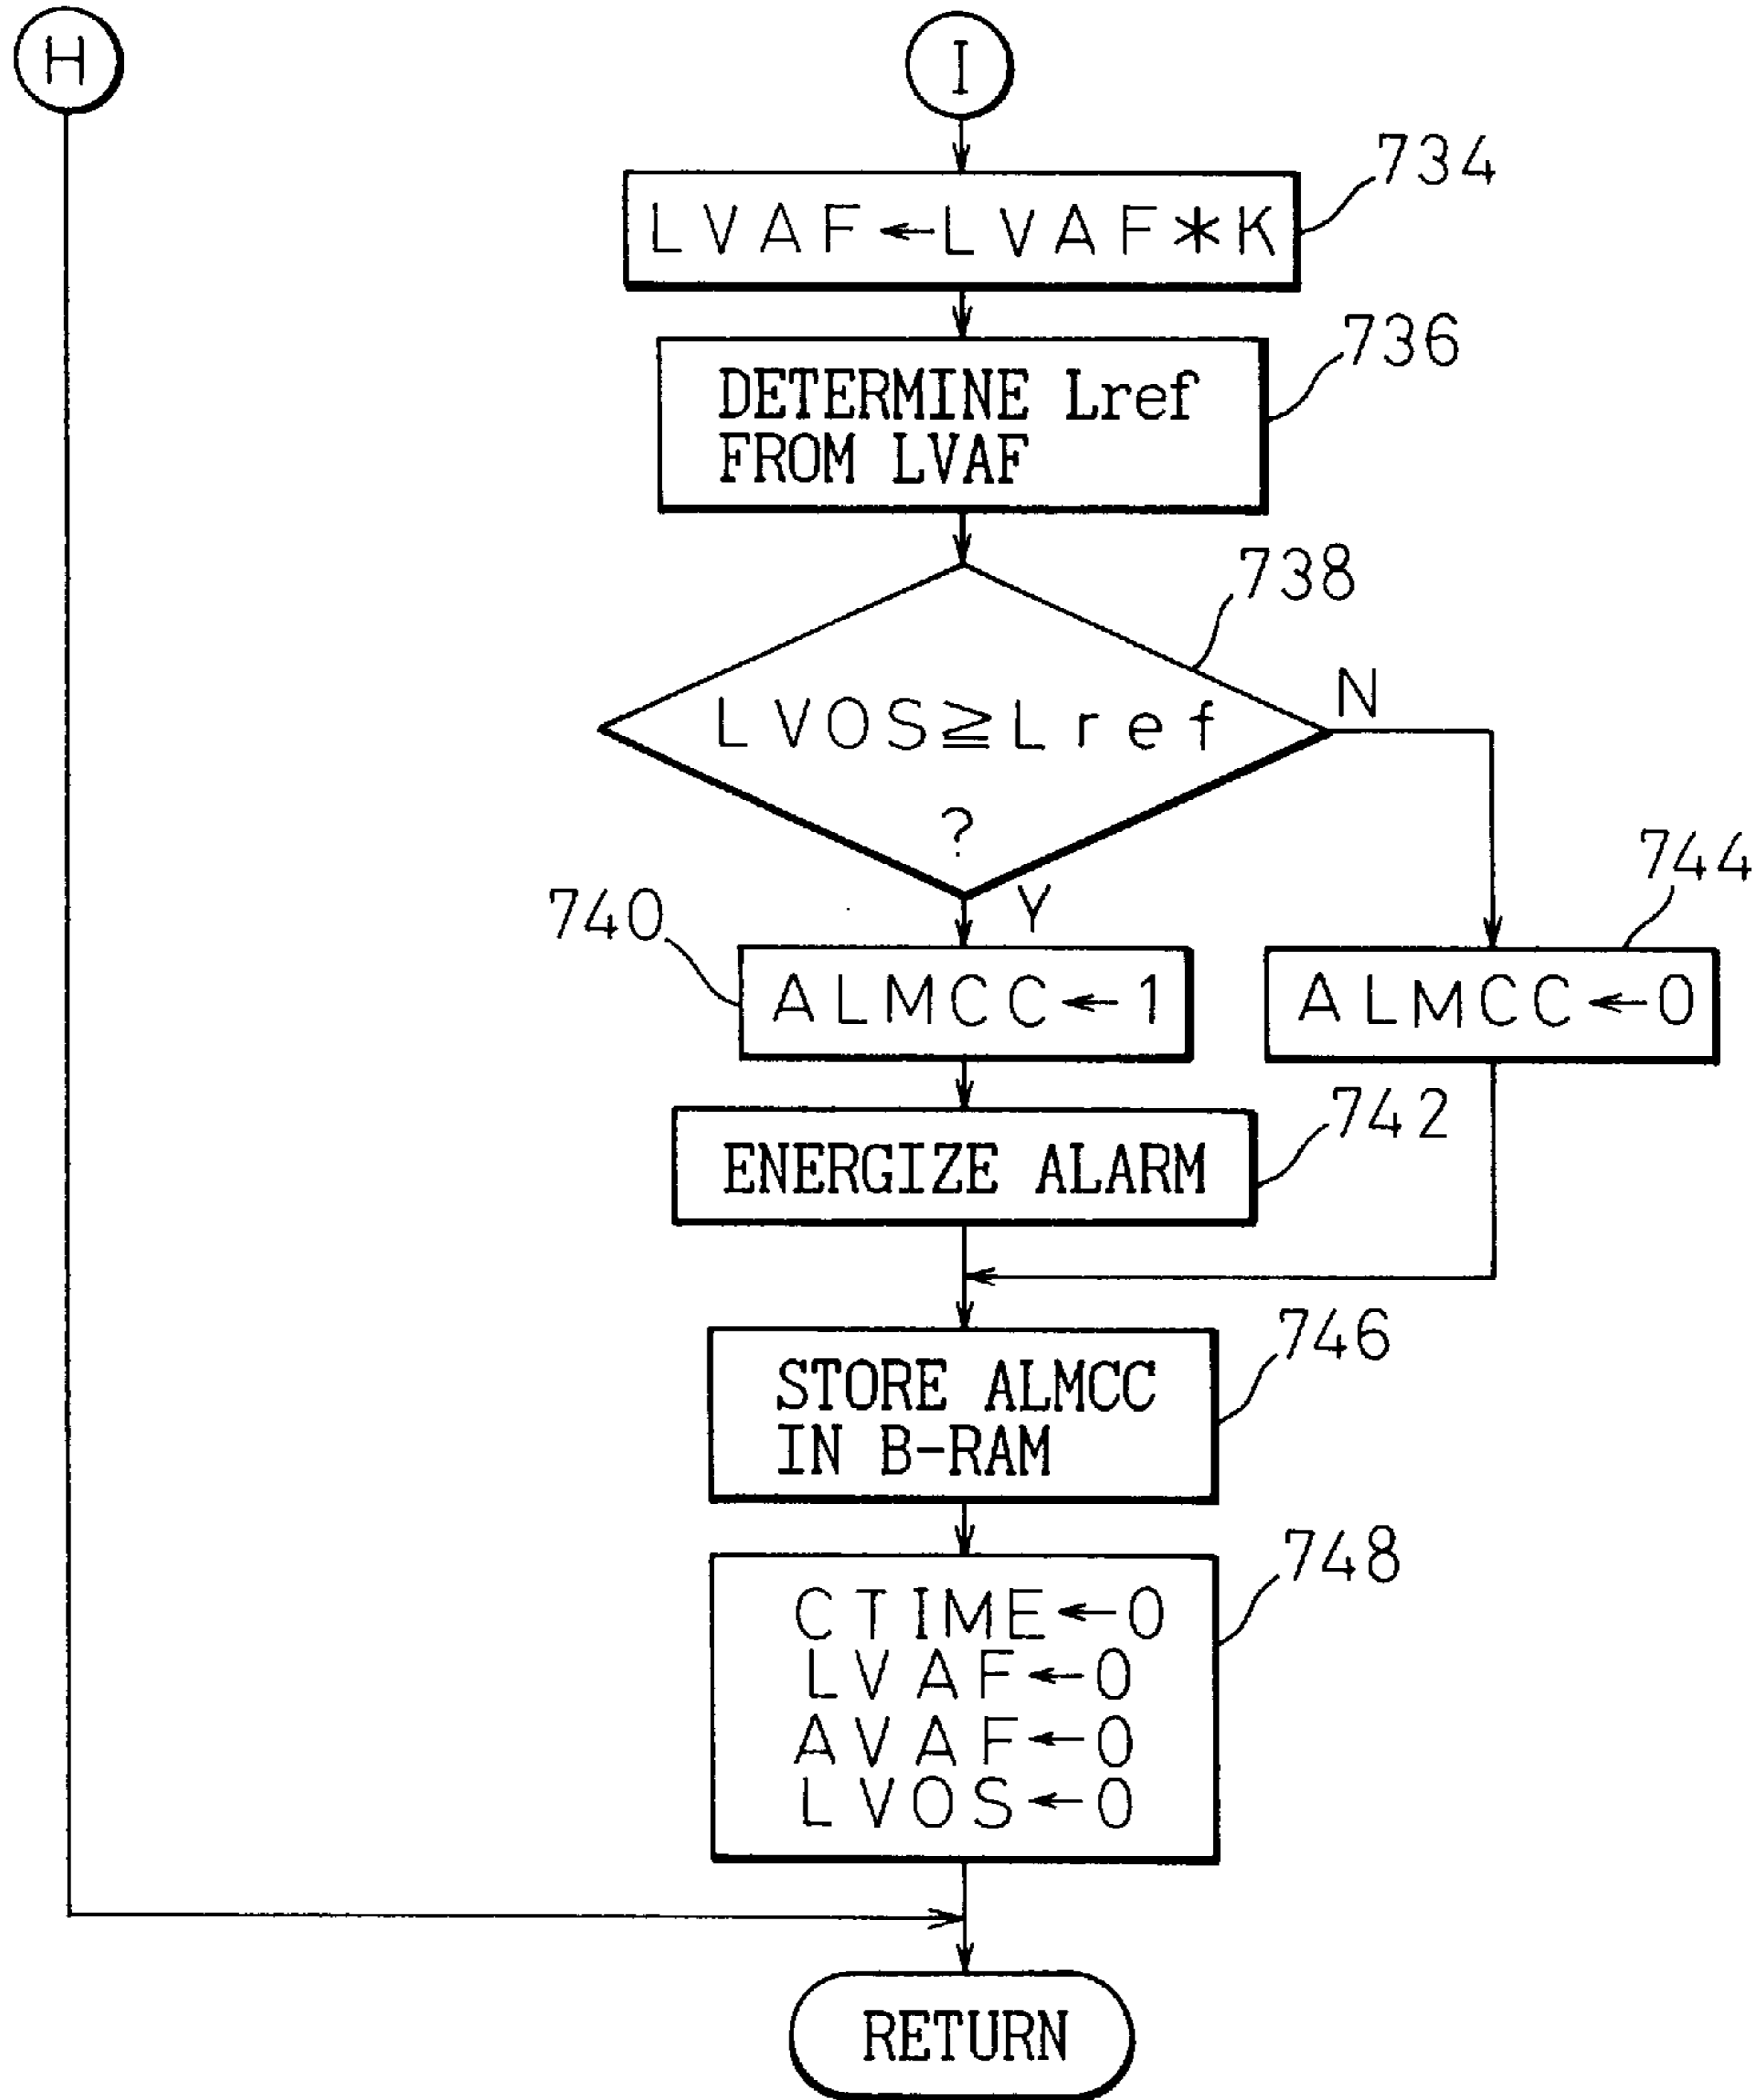 H
I
734
LVAF←LVAF*K
736
DETERMINE Lref
FROM LVAF
738
LVOS≧Lref
?
N
Y
740
ALMCC←1
744
ALMCC←0
742
ENERGIZE ALARM
746
STORE ALMCC
IN B-RAM
748
CTIME←0
LVAF←0
AVAF←0
LVOS←0
RETURN